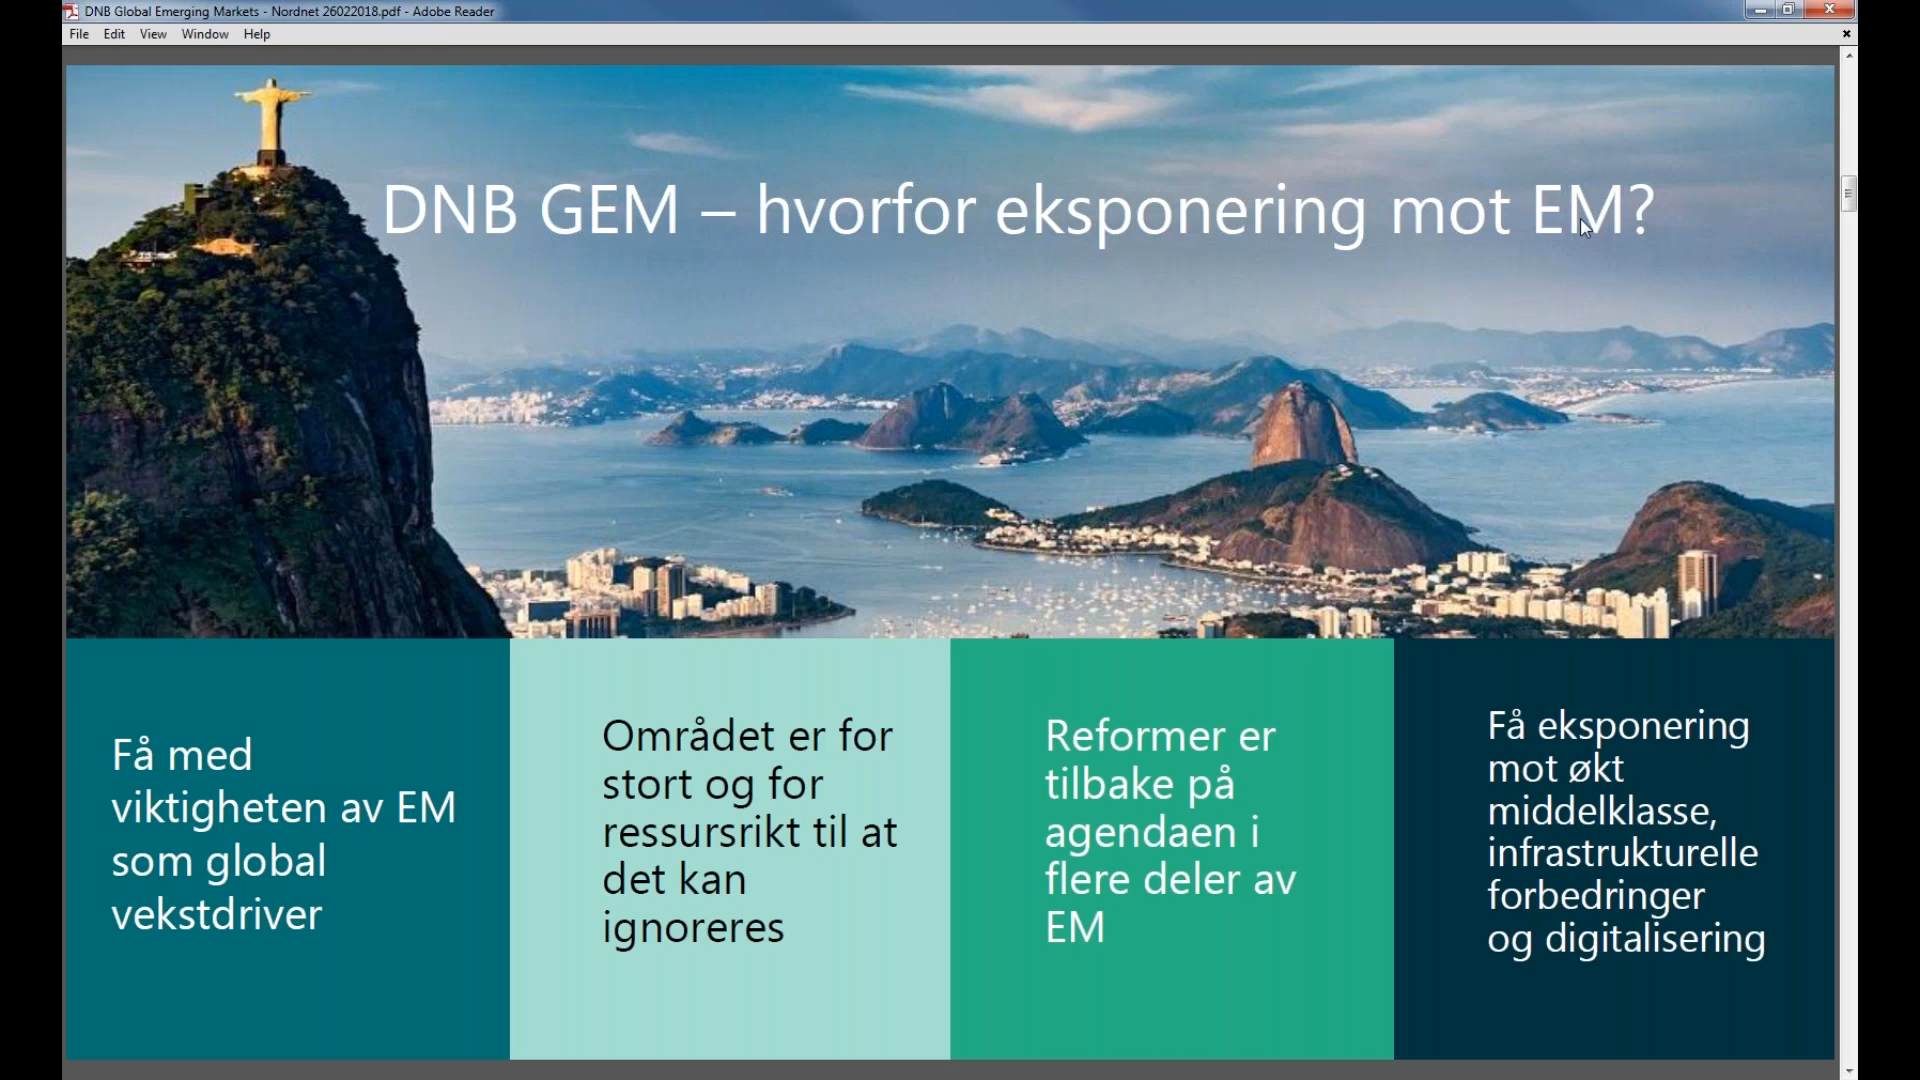 DNB Global Emerging Markets - Nordnet 26022018.pdf - Adobe Reader
File Edit View Window Help
DNB GEM – hvorfor eksponering mot EM?
Få med
viktigheten av EM
som global
vekstdriver
Området er for
stort og for
ressursrikt til at
det kan
ignoreres
Reformer er
tilbake på
agendaen i
flere deler av
EM
Få eksponering
mot økt
middelklasse,
infrastrukturelle
forbedringer
og digitalisering